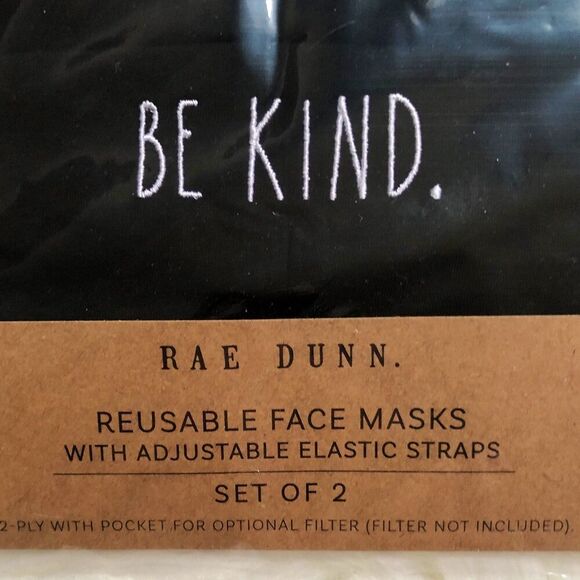 BE KIND.
RAE DUNN.
REUSABLE FACE MASKS
WITH ADJUSTABLE ELASTIC STRAPS
SET OF 2
2-PLY WITH POCKET FOR OPTIONAL FILTER (FILTER NOT INCLUDED).